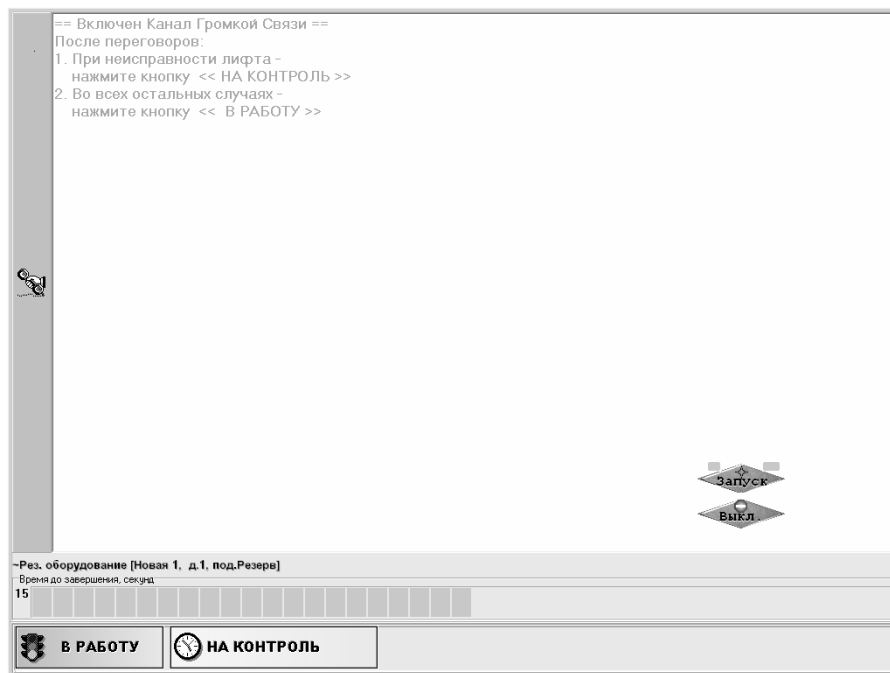 == Включен Канал Громкой Связи ==
После переговоров:
1. При неисправности лифта -
нажмите кнопку << НА КОНТРОЛЬ >>
2. Во всех остальных случаях -
нажмите кнопку << В РАБОТУ >>
Запуск
Выкл.
~Рез. оборудование [Новая 1, д.1, под.Резерв]
Время до завершения, секунд
15
В РАБОТУ
НА КОНТРОЛЬ